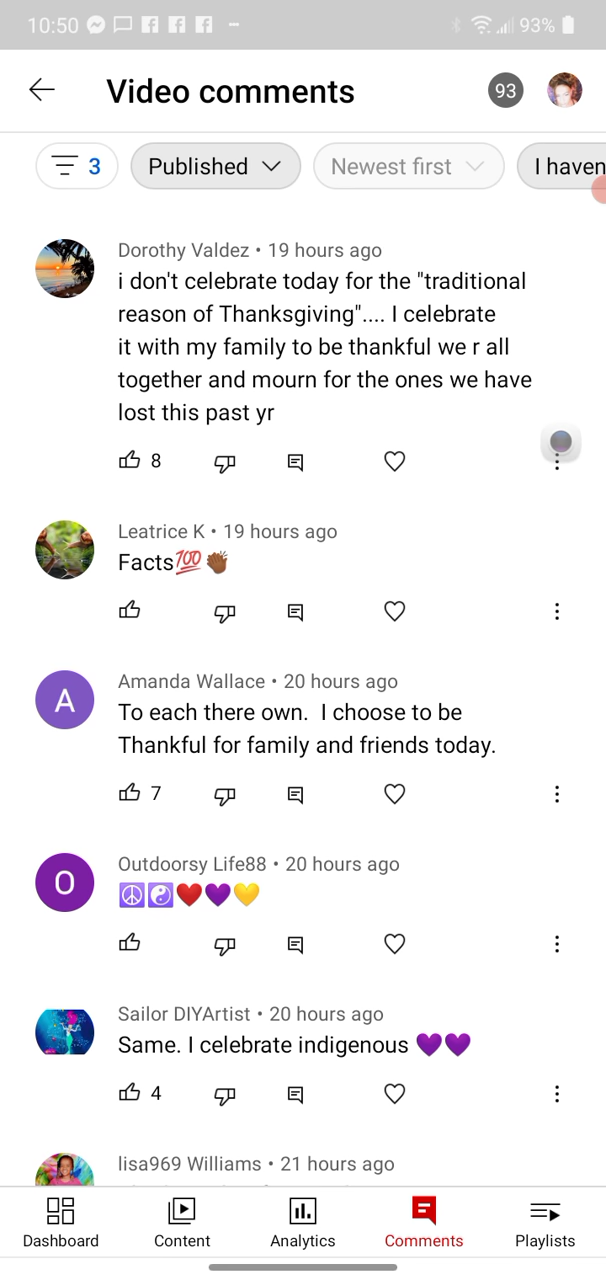 10:50 93%
Video comments 93
3 Published Newest first I haven
Dorothy Valdez • 19 hours ago
i don't celebrate today for the "traditional
reason of Thanksgiving".... I celebrate
it with my family to be thankful we r all
together and mourn for the ones we have
lost this past yr
8
Leatrice K • 19 hours ago
Facts💯👏🏾
Amanda Wallace • 20 hours ago
A
To each there own.  I choose to be
Thankful for family and friends today.
7
Outdoorsy Life88 • 20 hours ago
O
☮️☯️❤️💜💛
Sailor DIYArtist • 20 hours ago
Same. I celebrate indigenous 💜💜
4
lisa969 Williams • 21 hours ago
Dashboard Content Analytics Comments Playlists